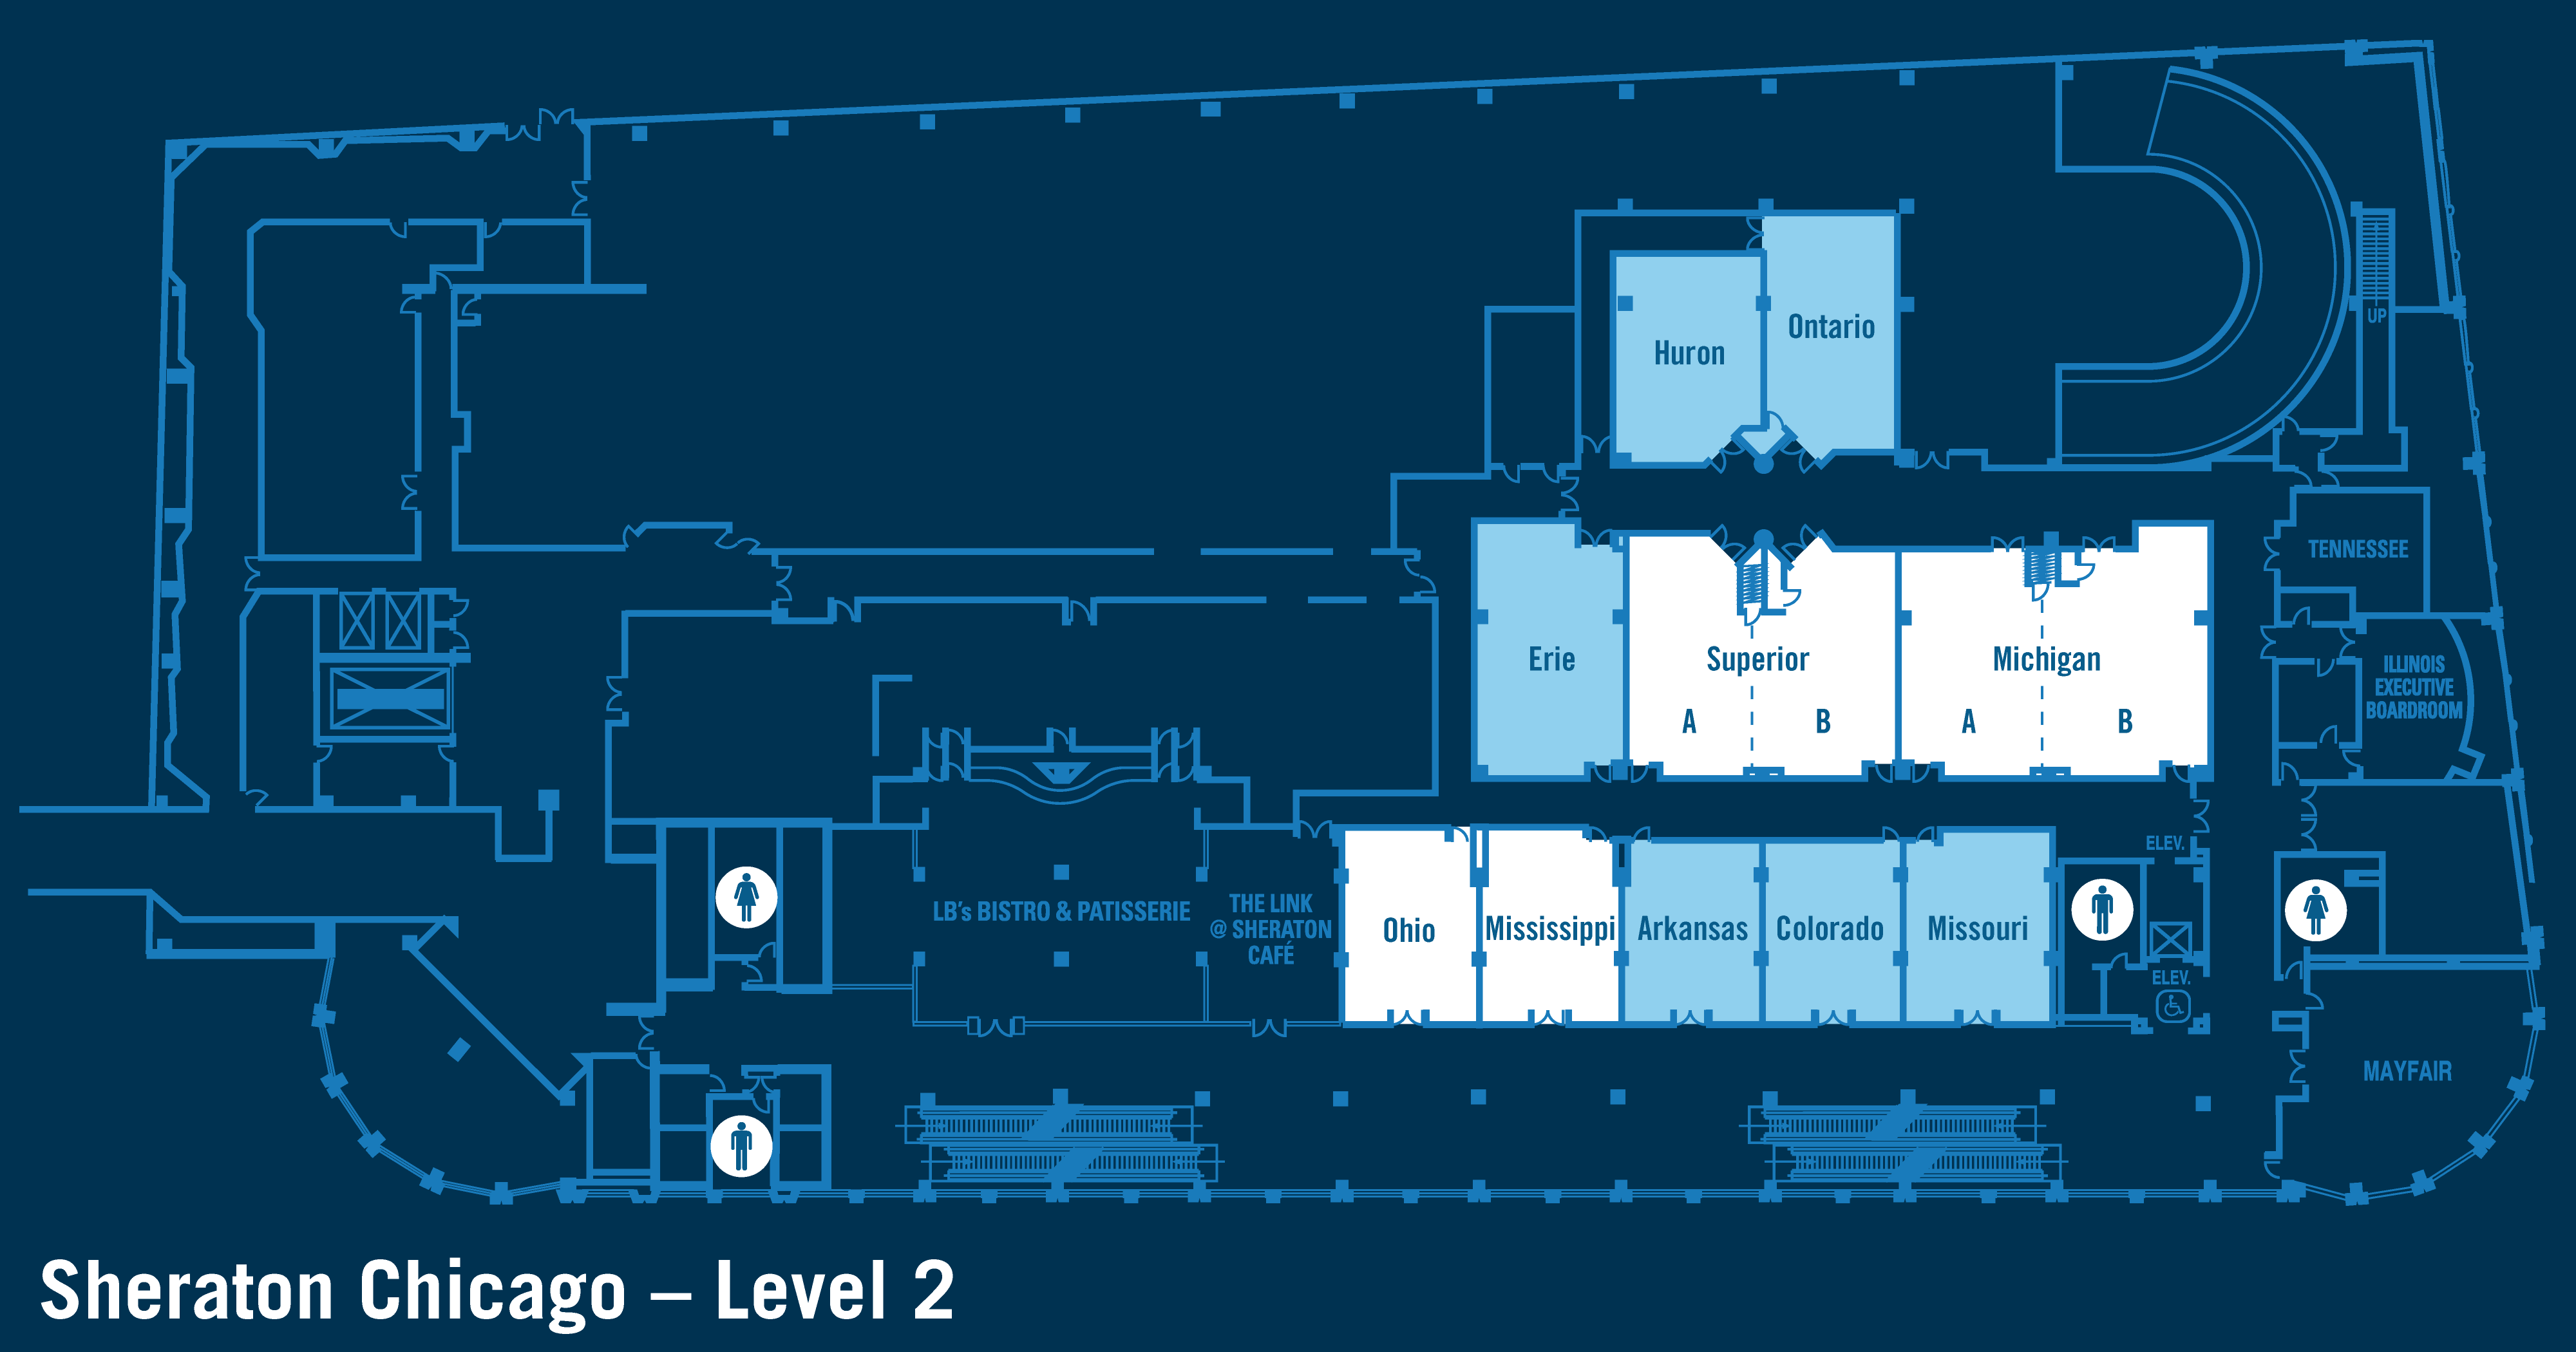 Ontario
Huron
UP
TENNESSEE
Erie
Superior
Michigan
A
B
A
B
ILLINOIS
EXECUTIVE
BOARDROOM
ELEV.
LB's BISTRO & PATISSERIE
THE LINK
@ SHERATON
CAFÉ
Ohio
Mississippi
Arkansas
Colorado
Missouri
ELEV.
MAYFAIR
Sheraton Chicago – Level 2